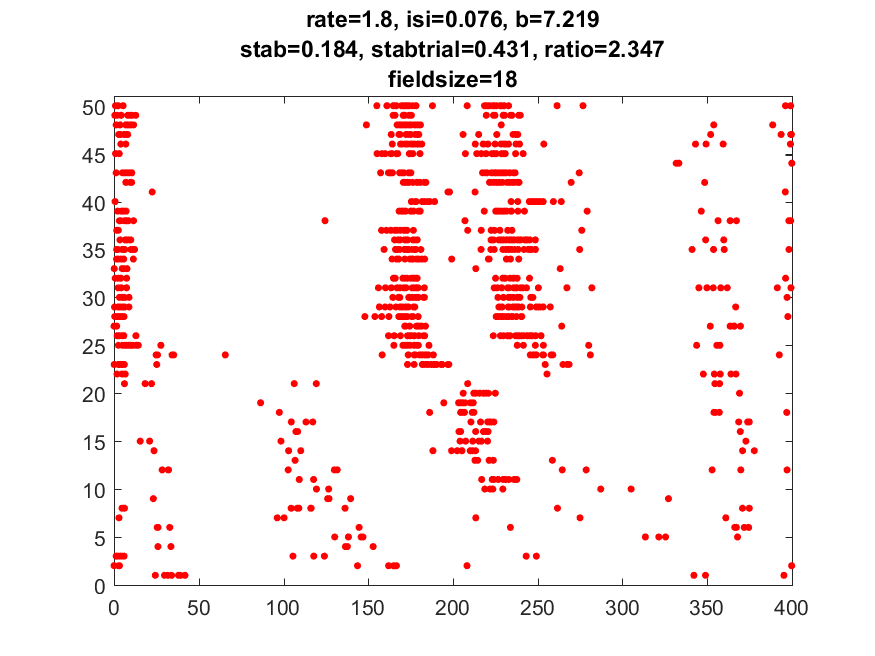 rate=1.8, isi=0.076, b=7.219
stab=0.184, stabtrial=0.431, ratio=2.347
fieldsize=18
50
45
40
35
30
25
20
15
10
5
0
0 50 100 150 200 250 300 350 400